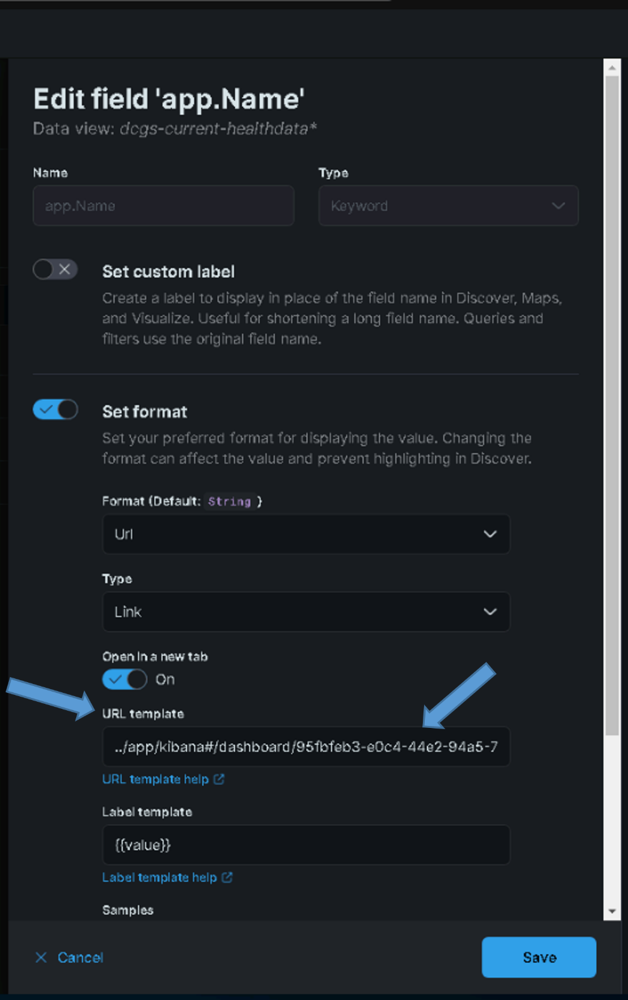 Edit field 'app.Name'
Data view: dcgs-current-healthdata*
Name
Type
app.Name
Keyword
Set custom label
Create a label to display in place of the field name in Discover, Maps,
and Visualize. Useful for shortening a long field name. Queries and
filters use the original field name.
Set format
Set your preferred format for displaying the value. Changing the
format can affect the value and prevent highlighting in Discover.
Format (Default: String )
Url
Type
Link
Open in a new tab
On
URL template
../app/kibana#/dashboard/95fbfeb3-e0c4-44e2-94a5-7
URL template help
Label template
{{value}}
Label template help
Samples
Cancel
Save